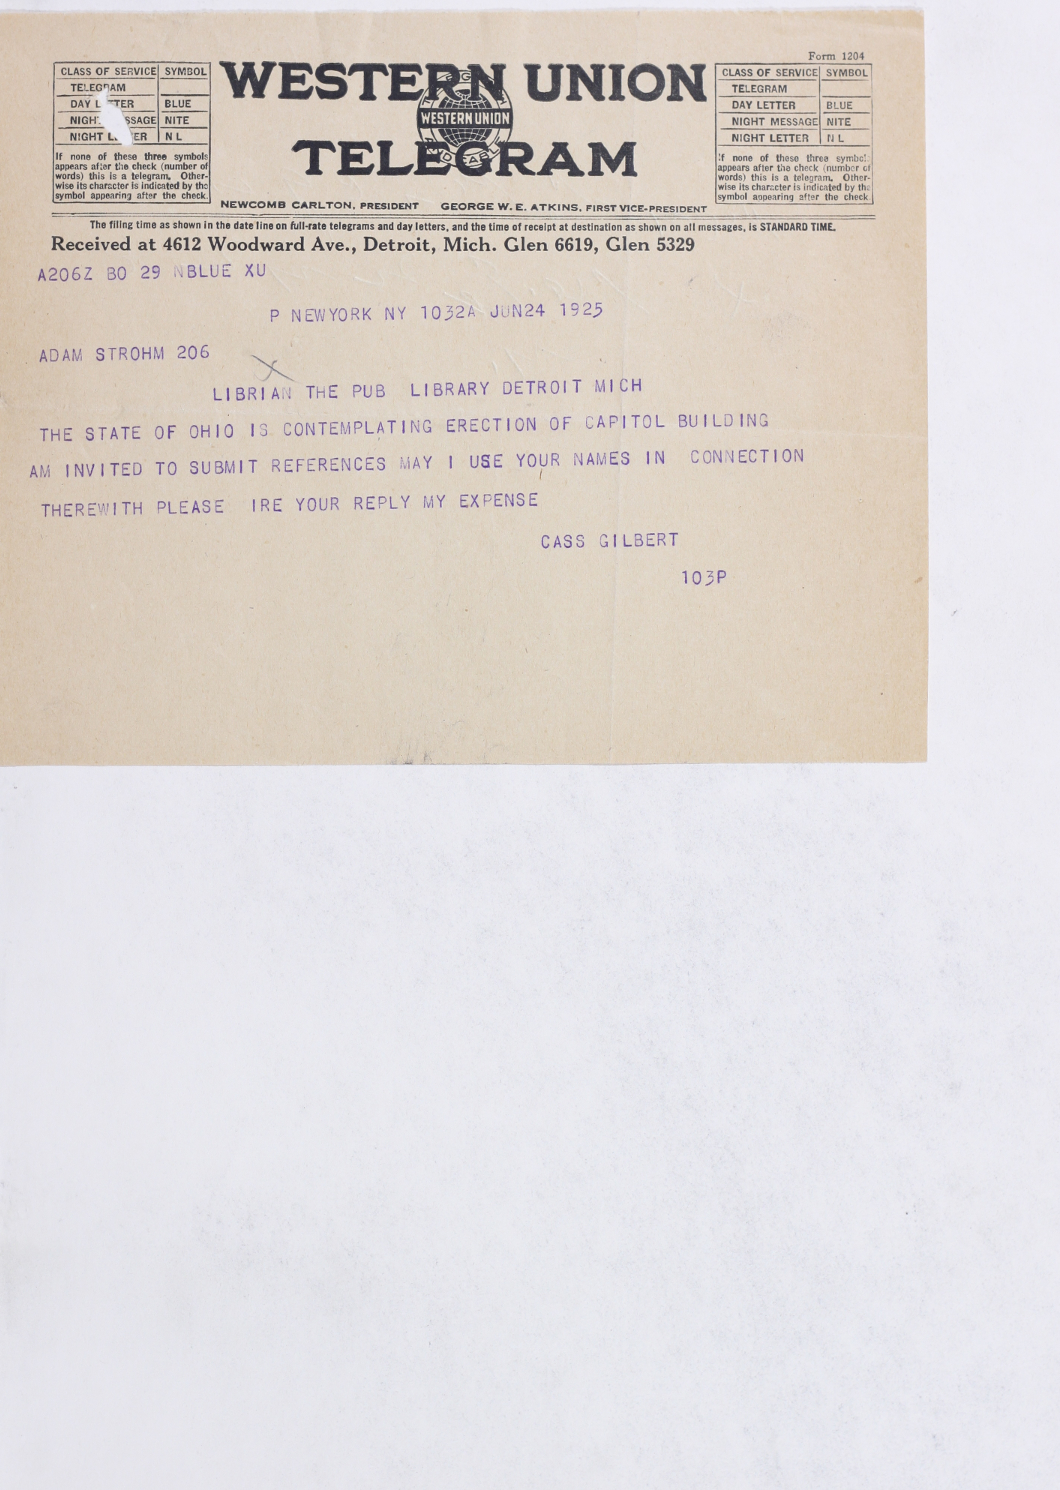 Form 1204
CLASS OF SERVICE SYMBOL
TELEGRAM
DAY LETTER BLUE
NIGHT MESSAGE NITE
NIGHT LETTER N L
If none of these three symbols
appears after the check (number of
words) this is a telegram. Other-
wise its character is indicated by the
symbol appearing after the check.
WESTERN UNION
WESTERN UNION
TELEGRAM
NEWCOMB CARLTON, PRESIDENT GEORGE W. E. ATKINS, FIRST VICE-PRESIDENT
CLASS OF SERVICE SYMBOL
TELEGRAM
DAY LETTER BLUE
NIGHT MESSAGE NITE
NIGHT LETTER N L
If none of these three symbols
appears after the check (number of
words) this is a telegram. Other-
wise its character is indicated by the
symbol appearing after the check.
The filing time as shown in the date line on full-rate telegrams and day letters, and the time of receipt at destination as shown on all messages, is STANDARD TIME.
Received at 4612 Woodward Ave., Detroit, Mich. Glen 6619, Glen 5329
A206Z BO 29 NBLUE XU
P NEWYORK NY 1032A JUN24 1925
ADAM STROHM 206
LIBRIAN THE PUB LIBRARY DETROIT MICH
THE STATE OF OHIO IS CONTEMPLATING ERECTION OF CAPITOL BUILDING
AM INVITED TO SUBMIT REFERENCES MAY I USE YOUR NAMES IN CONNECTION
THEREWITH PLEASE IRE YOUR REPLY MY EXPENSE
CASS GILBERT
103P